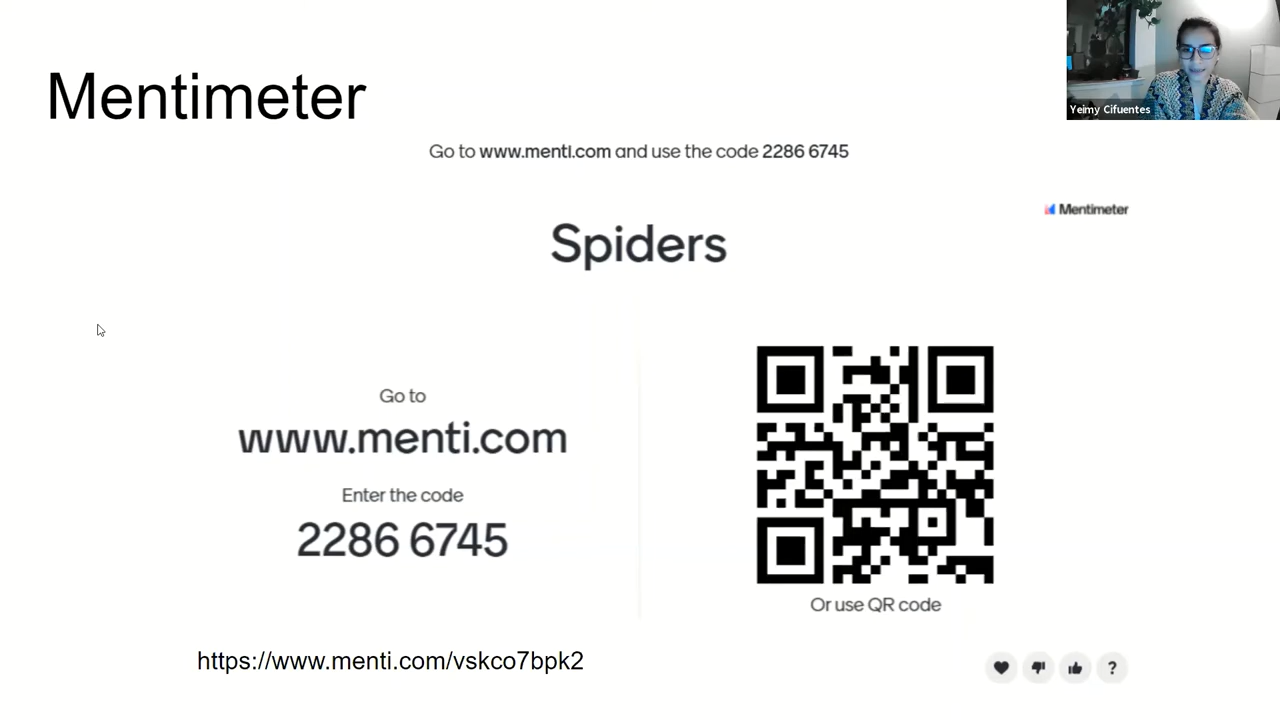 Mentimeter
Yeimy Cifuentes
Go to www.menti.com and use the code 2286 6745
Mentimeter
Spiders
Go to
www.menti.com
Enter the code
2286 6745
Or use QR code
https://www.menti.com/vskco7bpk2
?